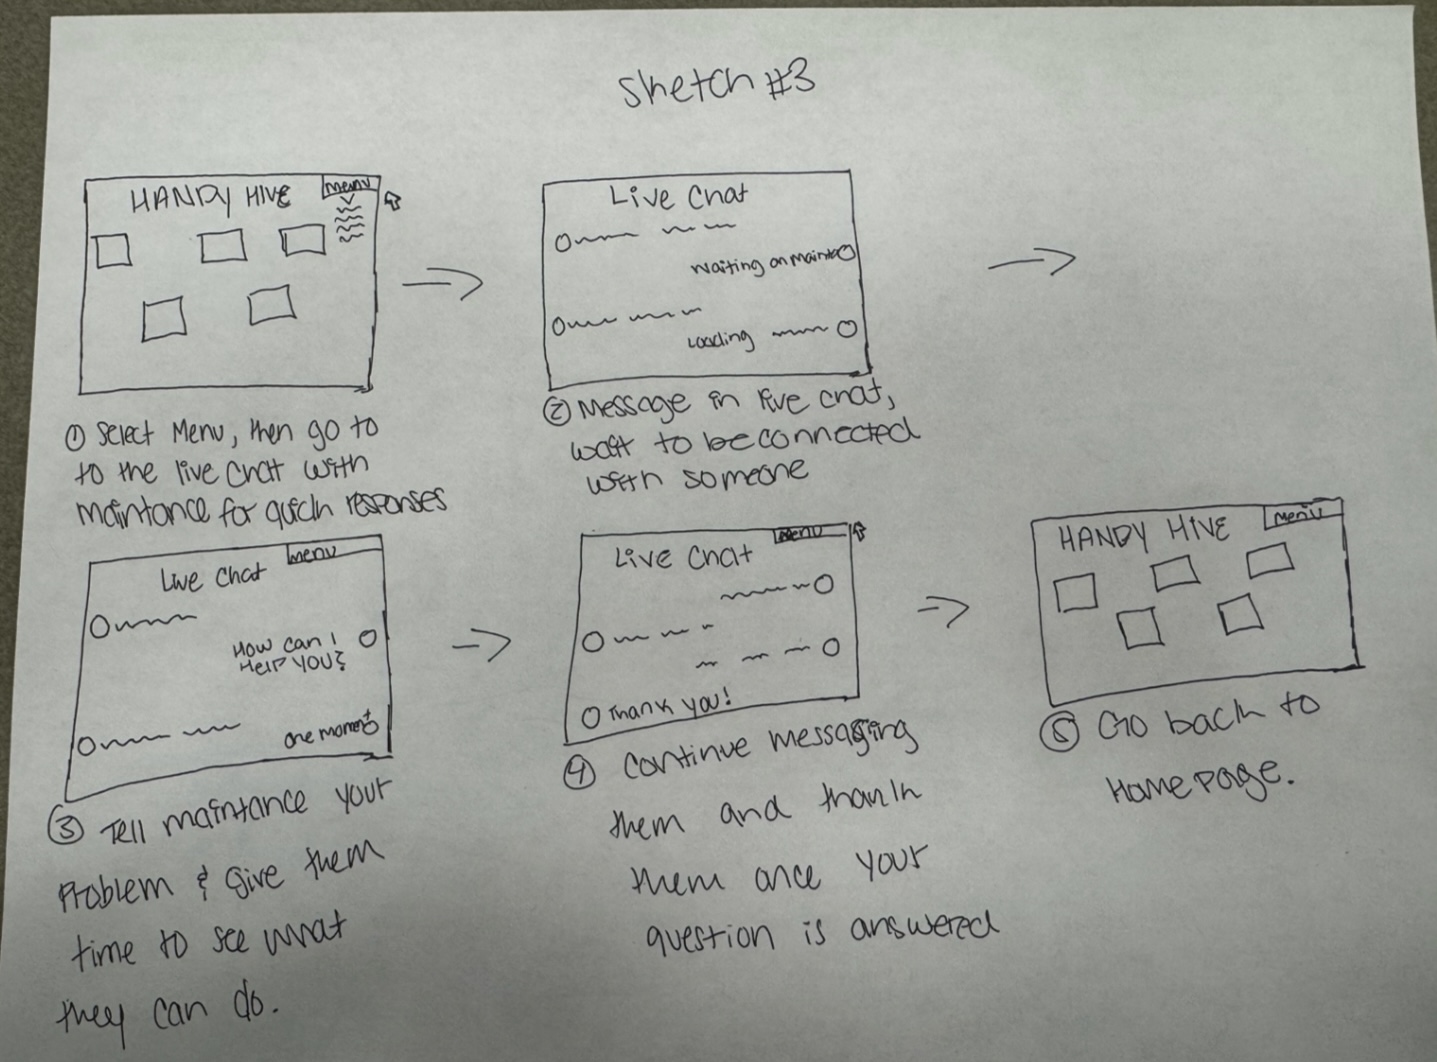 Sketch #3
HANDY HIVE
Menu
① Select Menu, then go to
to the live chat with
maintance for quick responses
Live Chat
Waiting on Maint
Loading
② Message in live chat,
wait to be connected
with someone
Live Chat
Menu
How can I
Help you?
One moment
③ Tell maintance your
Problem & give them
time to see what
they can do.
Live Chat
Menu
Thank you!
④ Continue messaging
them and thank
them once your
question is answered
HANDY HIVE
Menu
⑤ Go back to
Home page.